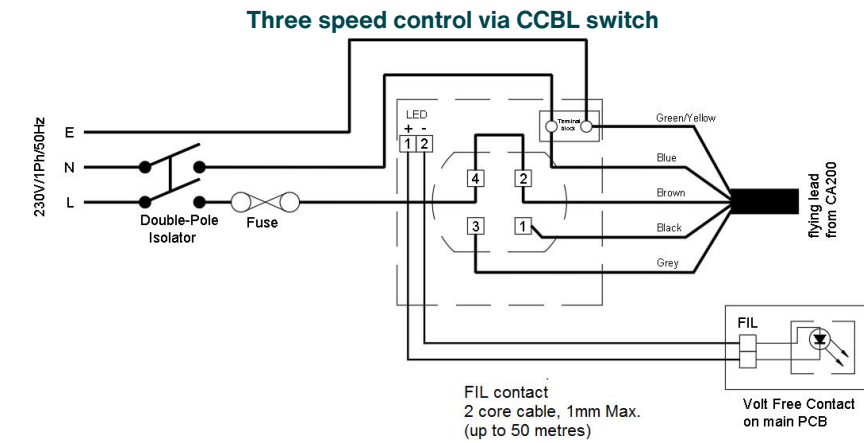 Three speed control via CCBL switch
230V/1Ph/50Hz
E
N
L
Double-Pole
Isolator
Fuse
LED
+ -
1 2
Terminal
block
4
2
3
1
Green/Yellow
Blue
Brown
Black
Grey
flying lead
from CA200
FIL
Volt Free Contact
on main PCB
FIL contact
2 core cable, 1mm Max.
(up to 50 metres)